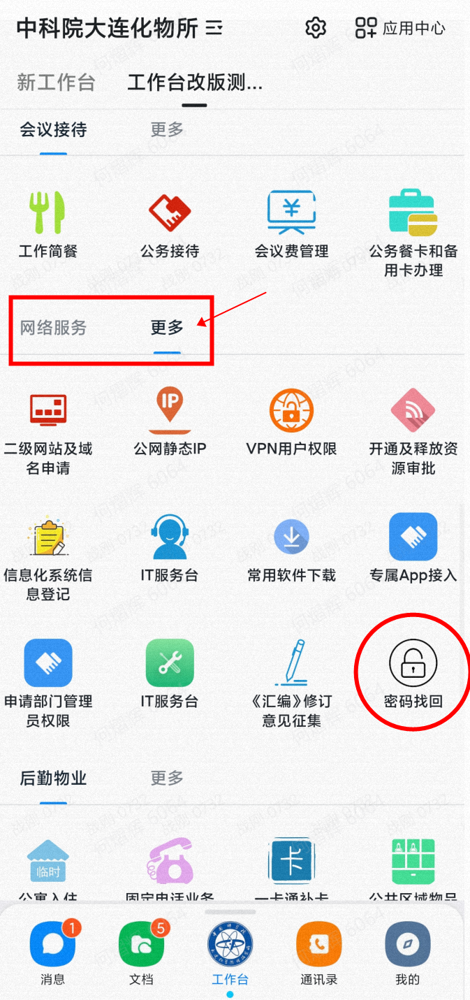 中科院大连化物所
应用中心
新工作台
工作台改版测...
会议接待
更多
工作简餐
公务接待
会议费管理
公务餐卡和备
用卡办理
网络服务
更多
IP
二级网站及域
名申请
公网静态IP
VPN用户权限
开通及释放资
源审批
信息化系统信
息登记
IT服务台
常用软件下载
专属App接入
申请部门管理
员权限
IT服务台
《汇编》修订
意见征集
密码找回
后勤物业
更多
临时
卡
公寓入住
固定电话业务
一卡通补卡
公共区域物品
1
5
消息
文档
工作台
通讯录
我的